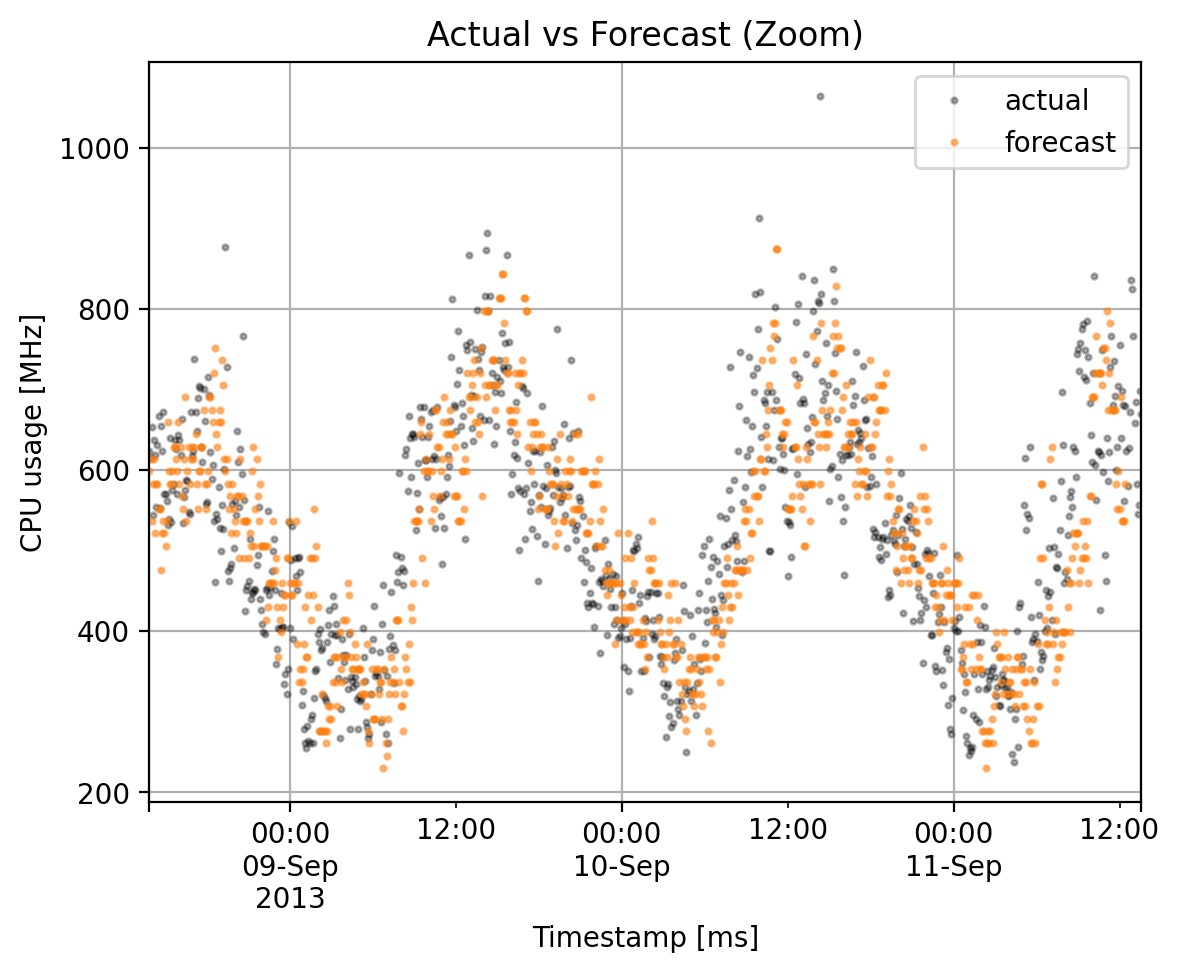 Actual vs Forecast (Zoom)
actual
forecast
CPU usage [MHz]
1000
800
600
400
200
00:00
09-Sep
2013
12:00
00:00
10-Sep
12:00
00:00
11-Sep
12:00
Timestamp [ms]